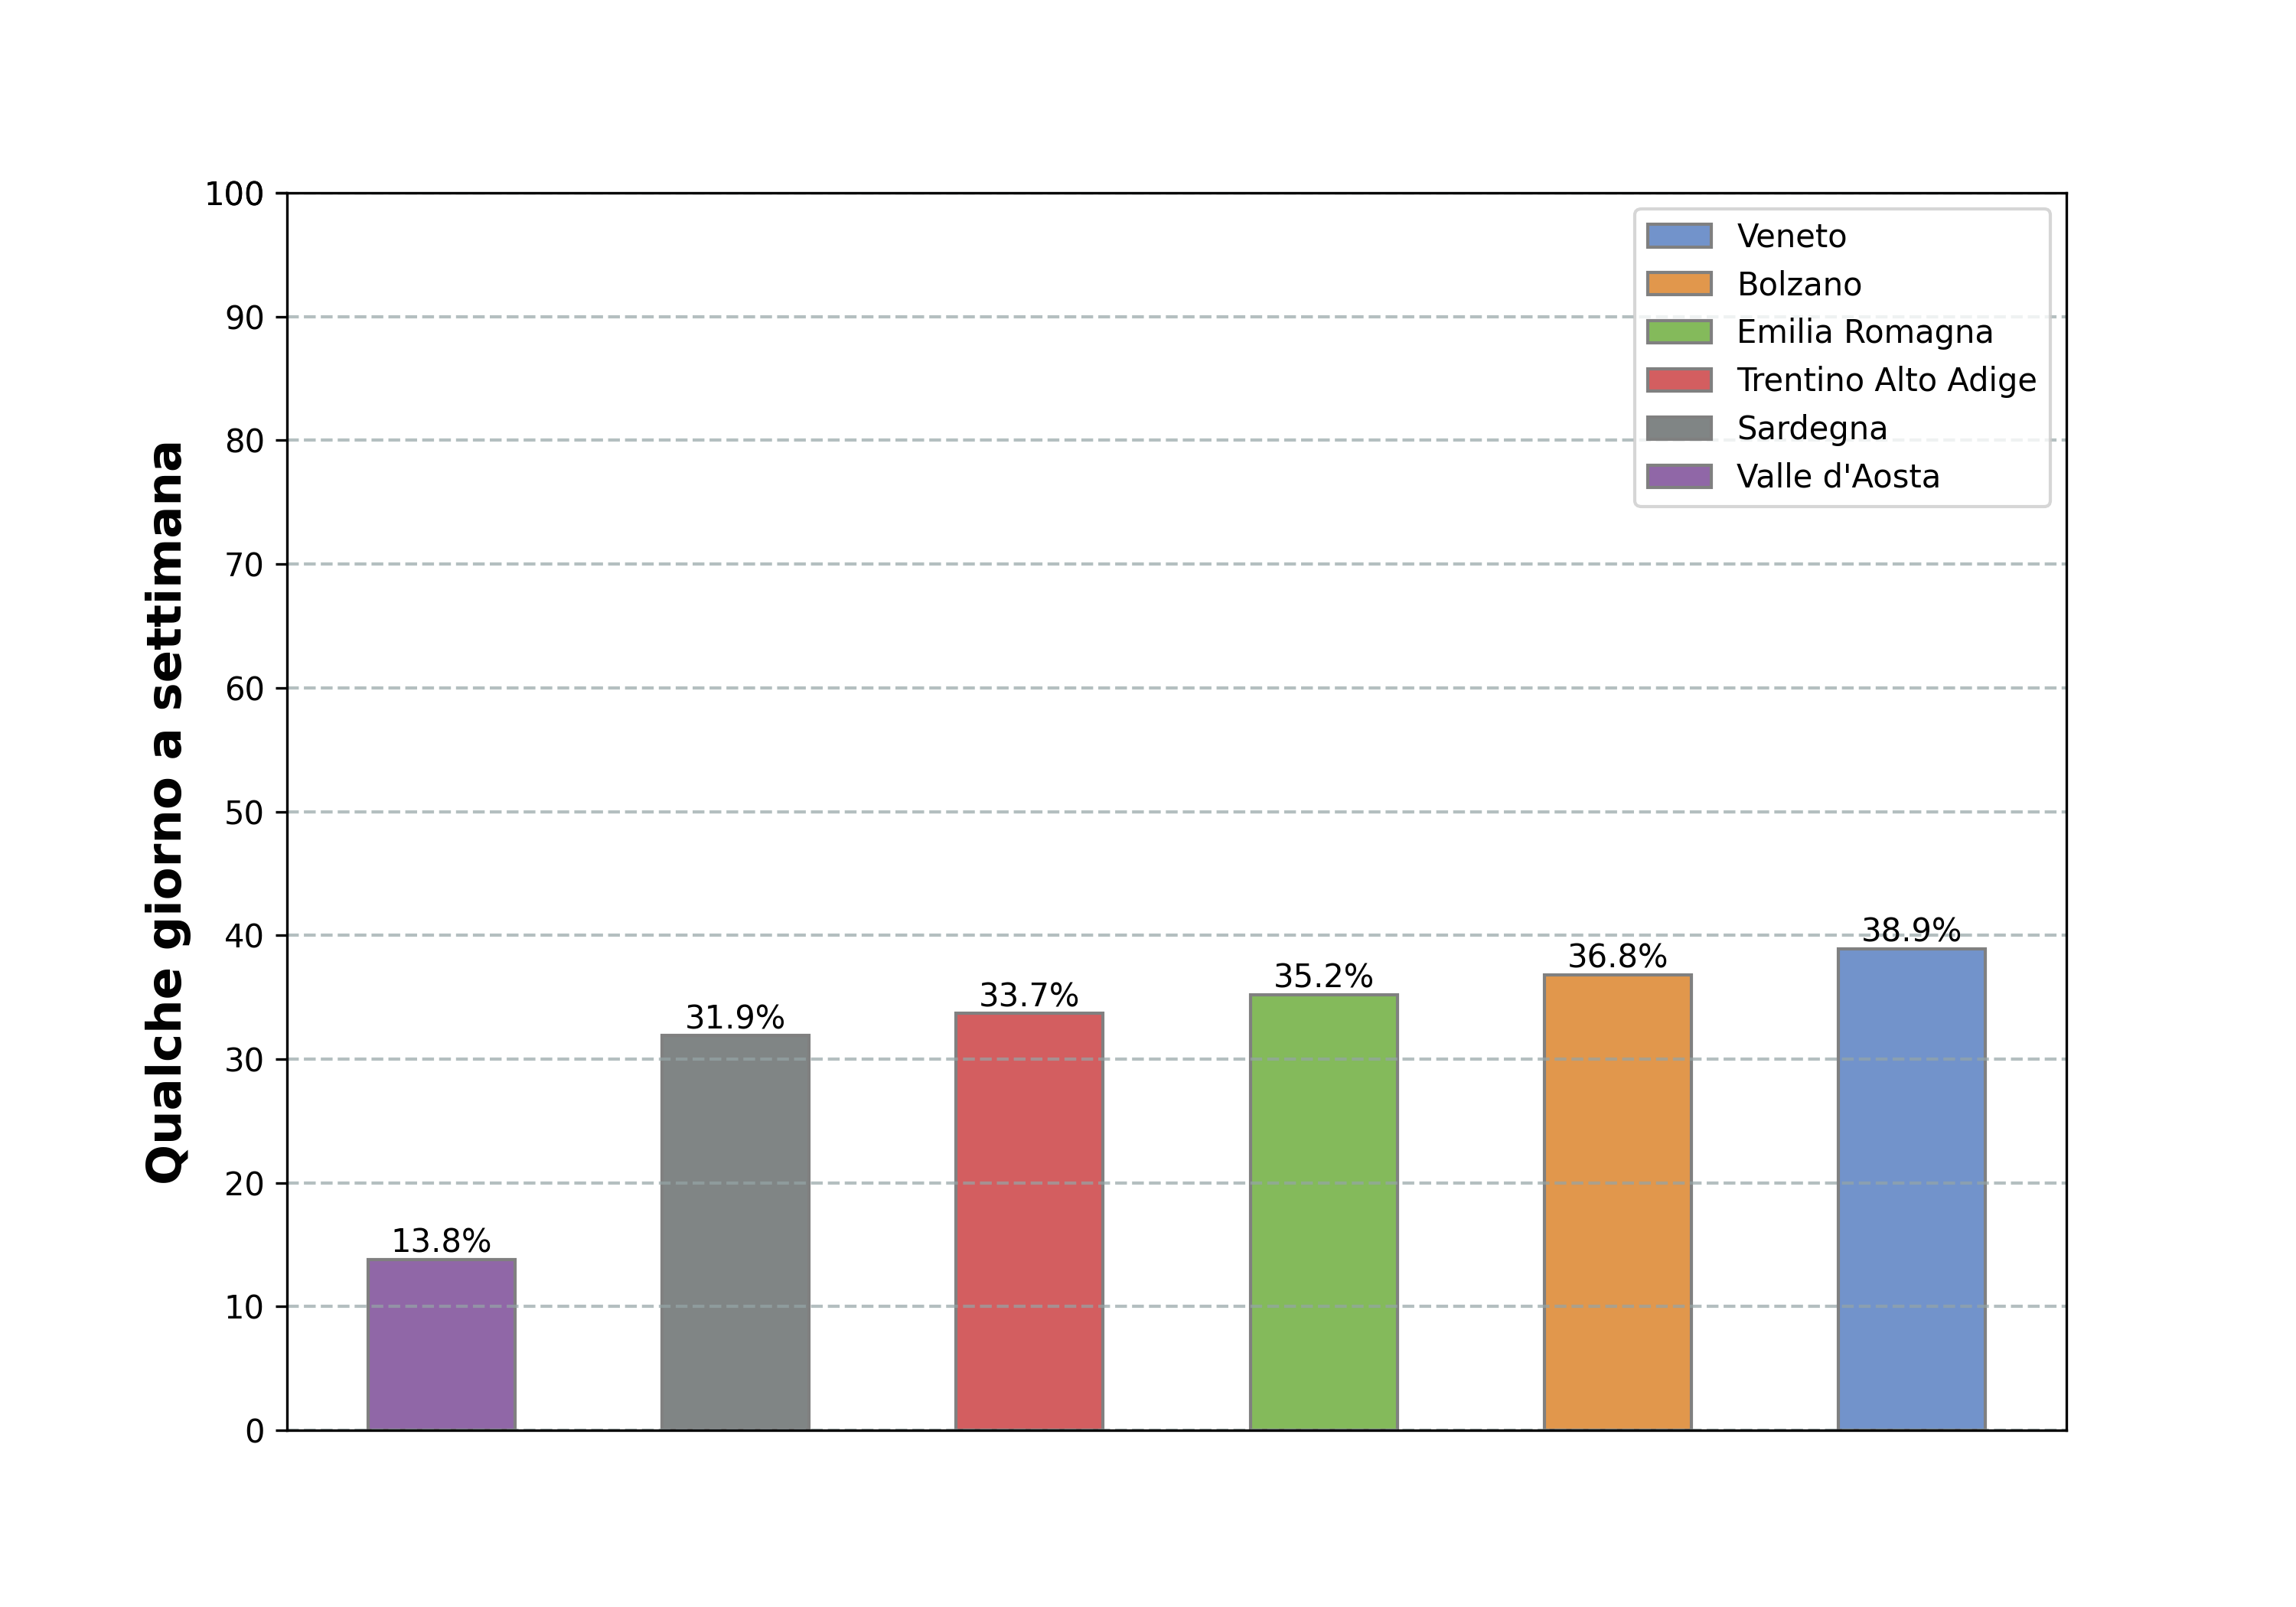 Qualche giorno a settimana
100
90
80
70
60
50
40
30
20
10
0
Veneto
Bolzano
Emilia Romagna
Trentino Alto Adige
Sardegna
Valle d'Aosta
13.8%
31.9%
33.7%
35.2%
36.8%
38.9%